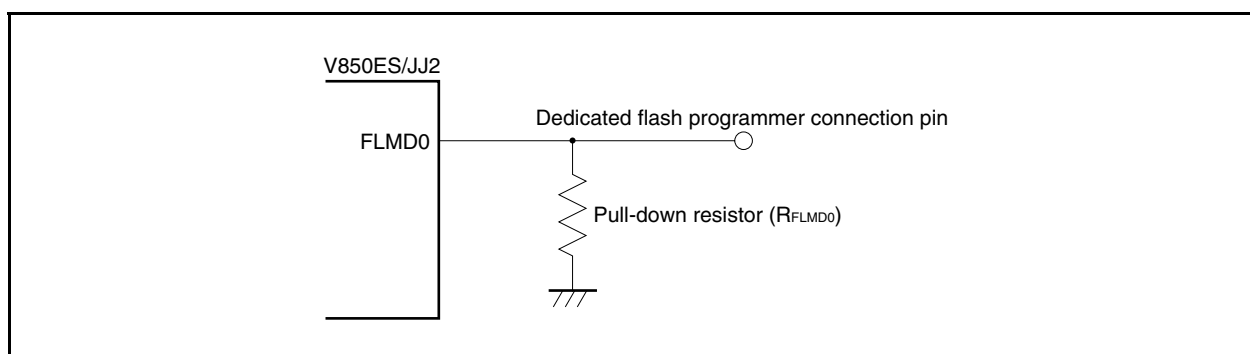 V850ES/JJ2
Dedicated flash programmer connection pin
FLMD0
Pull-down resistor (RFLMD0)